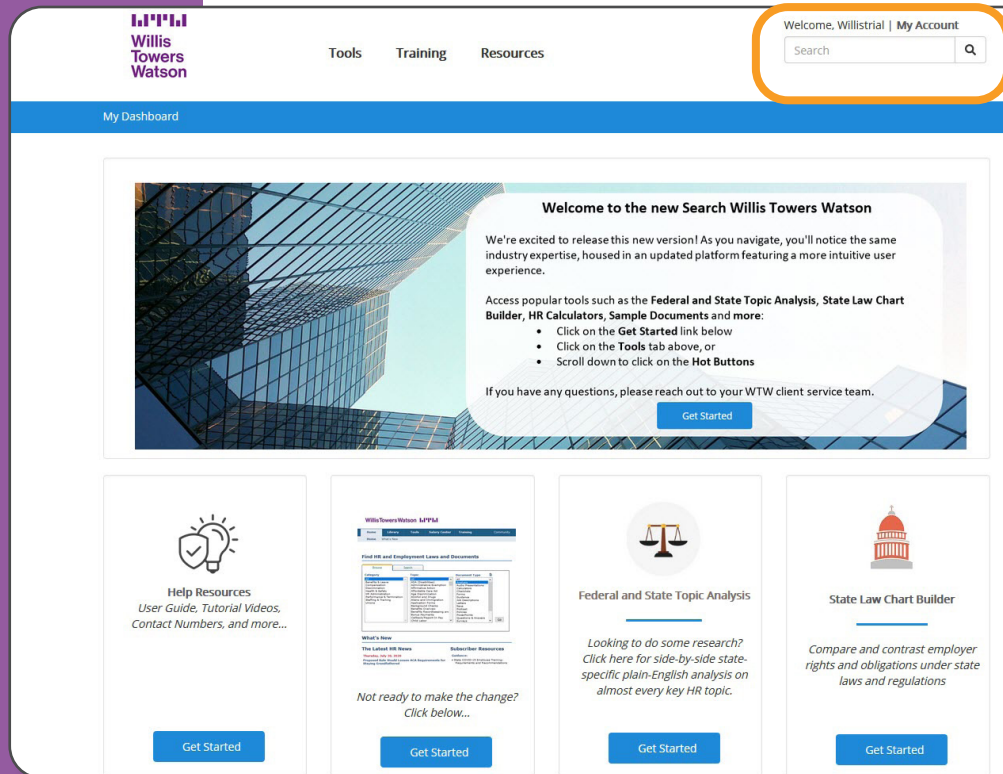 Willis
Towers
Watson
Tools Training Resources
Welcome, Willistrial | My Account
Search
My Dashboard
Welcome to the new Search Willis Towers Watson
We're excited to release this new version! As you navigate, you'll notice the same
industry expertise, housed in an updated platform featuring a more intuitive user
experience.
Access popular tools such as the Federal and State Topic Analysis, State Law Chart
Builder, HR Calculators, Sample Documents and more:
• Click on the Get Started link below
• Click on the Tools tab above, or
• Scroll down to click on the Hot Buttons
If you have any questions, please reach out to your WTW client service team.
Get Started
Help Resources
User Guide, Tutorial Videos,
Contact Numbers, and more...
Get Started
Willis Towers Watson
Find HR and Employment Laws and Documents
What's New
The Latest HR News Subscriber Resources
Not ready to make the change?
Click below...
Get Started
Federal and State Topic Analysis
Looking to do some research?
Click here for side-by-side state-
specific plain-English analysis on
almost every key HR topic.
Get Started
State Law Chart Builder
Compare and contrast employer
rights and obligations under state
laws and regulations
Get Started